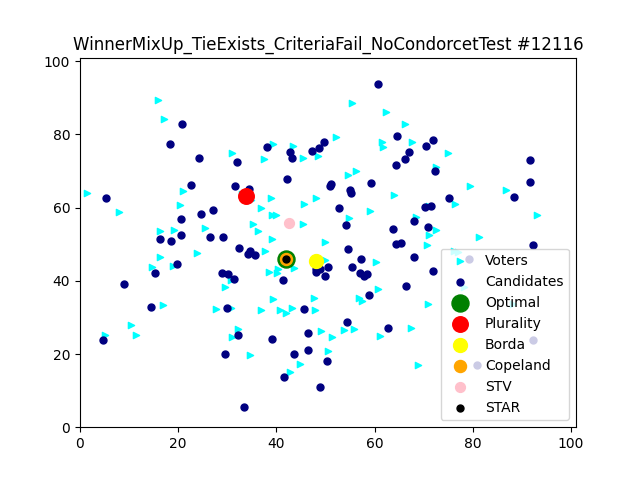 WinnerMixUp_TieExists_CriteriaFail_NoCondorcetTest #12116
100
80
60
40
20
0
0
20
40
60
80
100
Voters
Candidates
Optimal
Plurality
Borda
Copeland
STV
STAR